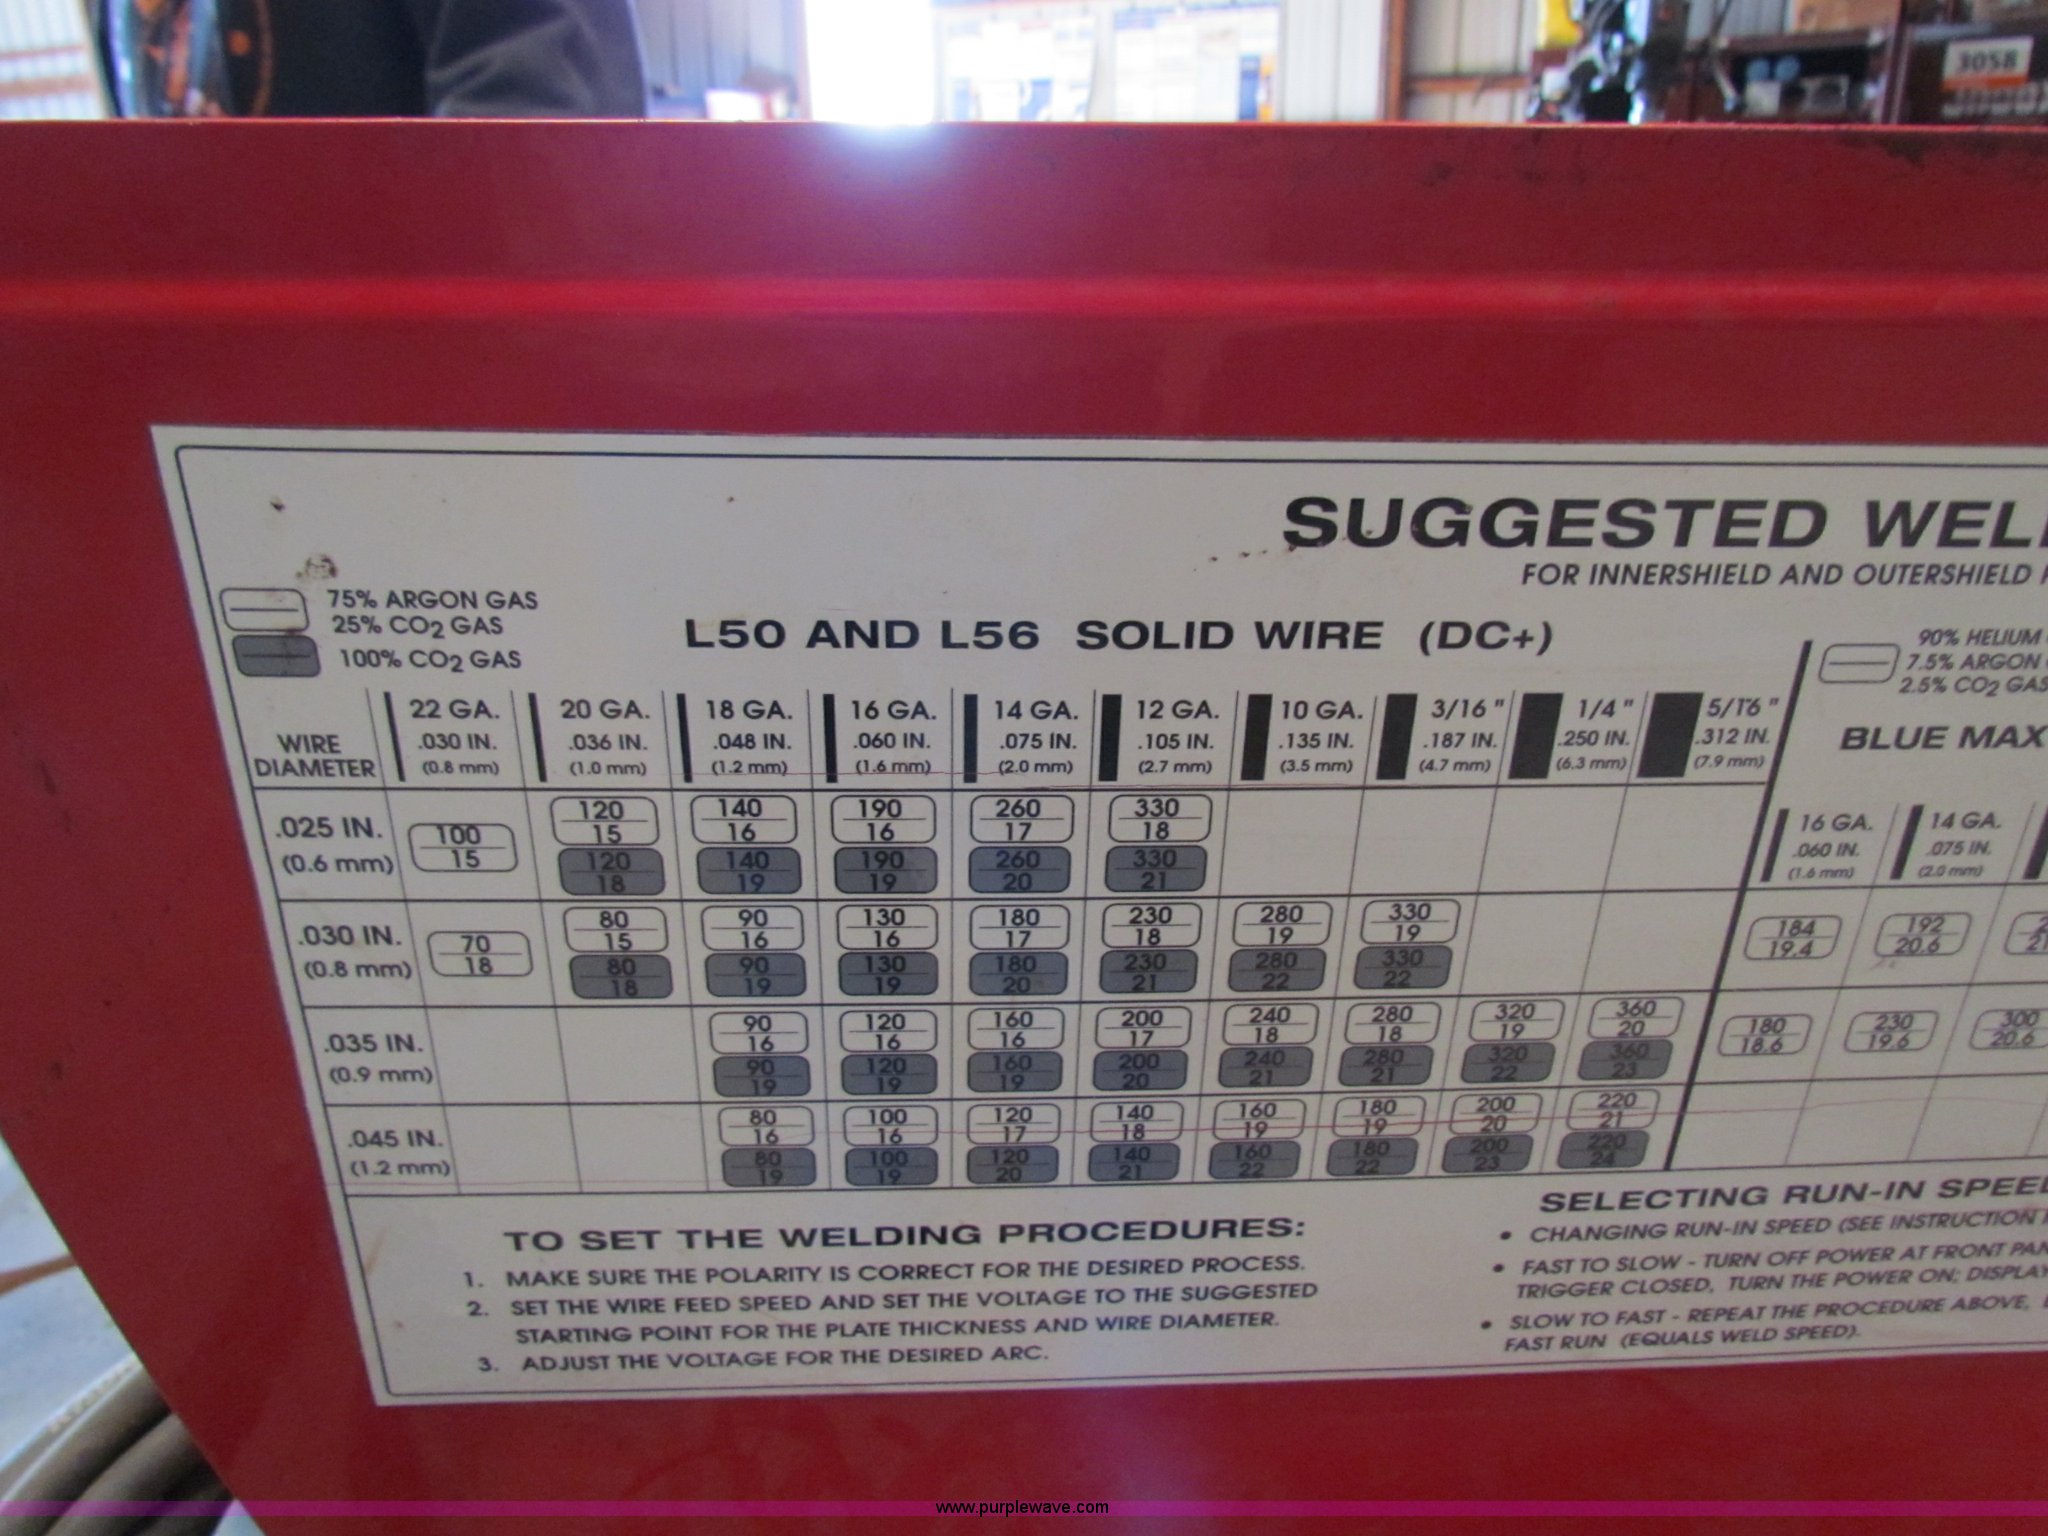 3058
SUGGESTED WEL
FOR INNERSHIELD AND OUTERSHIELD
75% ARGON GAS
25% CO2 GAS
100% CO2 GAS
L50 AND L56 SOLID WIRE (DC+)
90% HELIUM
7.5% ARGON
2.5% CO2 GAS
BLUE MAX
WIRE
DIAMETER
22 GA. 20 GA. 18 GA. 16 GA. 14 GA. 12 GA. 10 GA. 3/16 " 1/4 " 5/16 "
.030 IN. .036 IN. .048 IN. .060 IN. .075 IN. .105 IN. .135 IN. .187 IN. .250 IN. .312 IN.
(0.8 mm) (1.0 mm) (1.2 mm) (1.6 mm) (2.0 mm) (2.7 mm) (3.5 mm) (4.7 mm) (6.3 mm) (7.9 mm)
16 GA. 14 GA.
.060 IN. .075 IN.
(1.6 mm) (2.0 mm)
.025 IN.
(0.6 mm)
100 120 140 190 260 330
15 15 16 16 17 18
120 140 190 260 330
18 19 19 20 21
.030 IN.
(0.8 mm)
70 80 90 130 180 230 280 330
18 15 16 16 17 18 19 19
80 90 130 180 230 280 330
18 19 19 20 21 22 22
184 192
19.4 20.6
.035 IN.
(0.9 mm)
90 120 160 200 240 280 320 360
16 16 16 17 18 18 19 20
90 120 160 200 240 280 320 360
19 19 19 20 21 21 22 23
180 230 300
18.6 19.6 20.6
.045 IN.
(1.2 mm)
80 100 120 140 160 180 200 220
16 16 17 18 19 19 20 21
80 100 120 140 160 180 200 220
19 19 20 21 22 22 23 24
TO SET THE WELDING PROCEDURES:
1. MAKE SURE THE POLARITY IS CORRECT FOR THE DESIRED PROCESS.
2. SET THE WIRE FEED SPEED AND SET THE VOLTAGE TO THE SUGGESTED
STARTING POINT FOR THE PLATE THICKNESS AND WIRE DIAMETER.
3. ADJUST THE VOLTAGE FOR THE DESIRED ARC.
SELECTING RUN-IN SPEE
• CHANGING RUN-IN SPEED (SEE INSTRUCTION
• FAST TO SLOW - TURN OFF POWER AT FRONT PAN
TRIGGER CLOSED, TURN THE POWER ON; DISPLAY
• SLOW TO FAST - REPEAT THE PROCEDURE ABOVE,
FAST RUN (EQUALS WELD SPEED).
www.purplewave.com